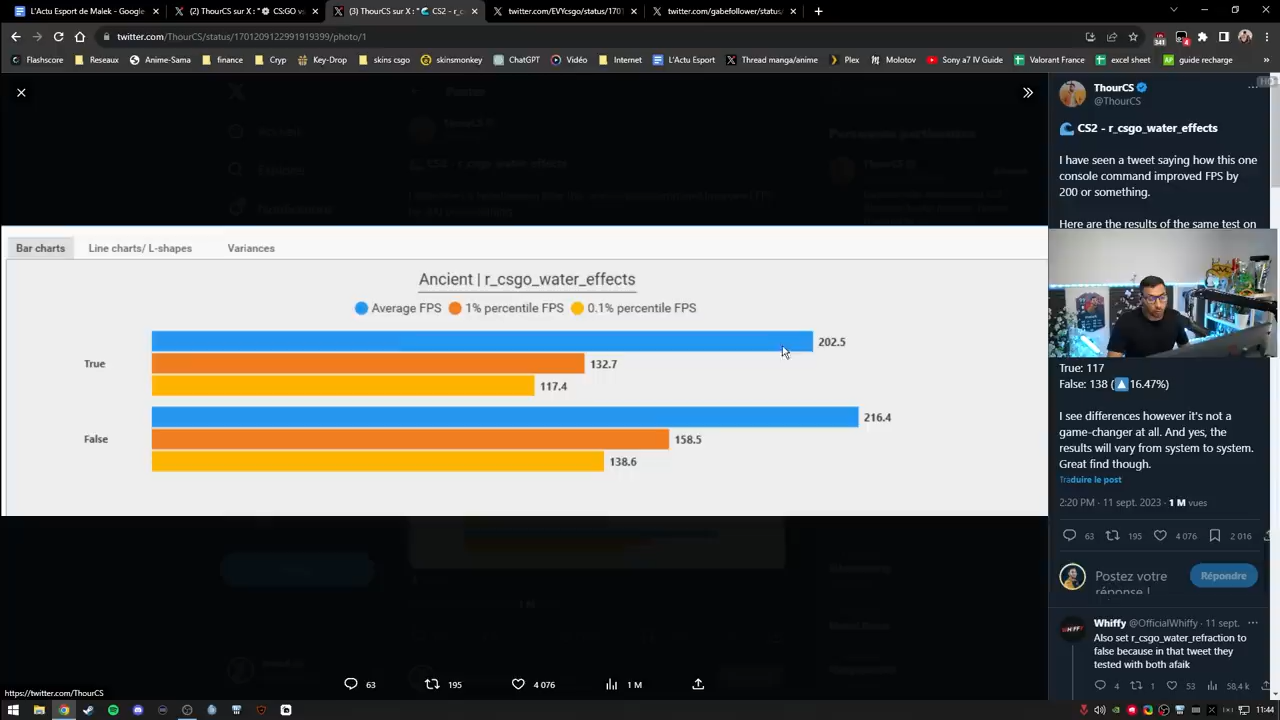 L'Actu Esport de Malek - Google
(2) ThourCS sur X : " CS:GO v
(3) ThourCS sur X : " CS2 - r_c
twitter.com/EVYcsgo/status/1701
twitter.com/gabefollower/status
twitter.com/ThourCS/status/1701209122991919399/photo/1
341
4
Flashscore
Reseaux
Anime-Sama
finance
Cryp
Key-Drop
skins csgo
skinsmonkey
ChatGPT
Vidéo
Internet
L'Actu Esport
Thread manga/anime
Plex
Molotov
Sony a7 IV Guide
Valorant France
excel sheet
guide recharge
Bar charts
Line charts/ L-shapes
Variances
Ancient | r_csgo_water_effects
Average FPS
1% percentile FPS
0.1% percentile FPS
True
202.5
132.7
117.4
False
216.4
158.5
138.6
63
195
4 076
1 M
https://twitter.com/ThourCS
ThourCS
@ThourCS
CS2 - r_csgo_water_effects
I have seen a tweet saying how this one
console command improved FPS by
200 or something.
Here are the results of the same test on
True: 117
False: 138 (16.47%)
I see differences however it's not a
game-changer at all. And yes, the
results will vary from system to system.
Great find though.
Traduire le post
2:20 PM · 11 sept. 2023 · 1 M vues
63
195
4 076
2 016
Postez votre
réponse !
Répondre
WHIFFY
Whiffy @OfficialWhiffy · 11 sept.
Also set r_csgo_water_refraction to
false because in that tweet they
tested with both afaik
4
1
53
58,4 k
11:44